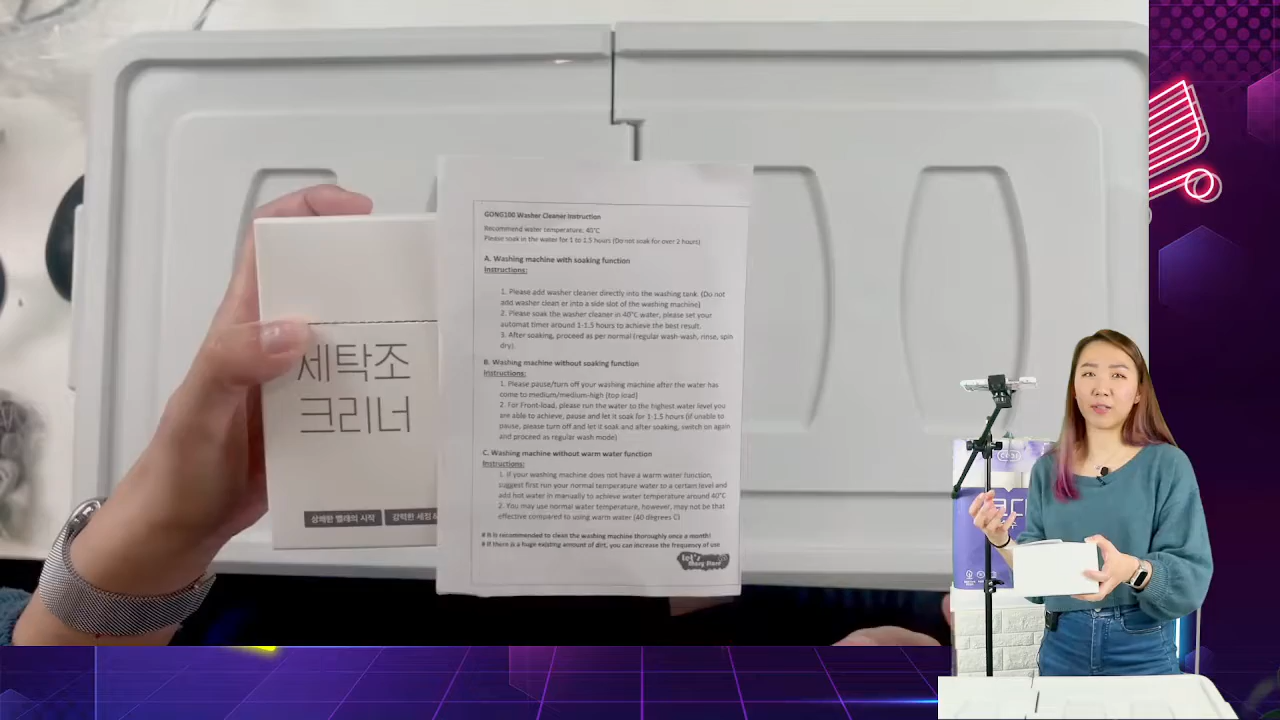 세탁조
크리너
상쾌한 빨래의 시작
강력한 세정
GONG100 Washer Cleaner Instruction
Recommend water temperature: 40°C
Please soak in the water for 1 to 1.5 hours (Do not soak for over 2 hours)
A. Washing machine with soaking function
Instructions:
1. Please add washer cleaner directly into the washing tank. (Do not
add washer clean er into a side slot of the washing machine)
2. Please soak the washer cleaner in 40°C water, please set your
automat timer around 1-1.5 hours to achieve the best result.
3. After soaking, proceed as per normal (regular wash-wash, rinse, spin
dry).
B. Washing machine without soaking function
Instructions:
1. Please pause/turn off your washing machine after the water has
come to medium/medium-high (top load)
2. For Front-load, please run the water to the highest water level you
are able to achieve, pause and let it soak for 1-1.5 hours (if unable to
pause, please turn off and let it soak and after soaking, switch on again
and proceed as regular wash mode)
C. Washing machine without warm water function
Instructions:
1. If your washing machine does not have a warm water function,
suggest first run your normal temperature water to a certain level and
add hot water in manually to achieve water temperature around 40°C
2. You may use normal water temperature, however, may not be that
effective compared to using warm water (40 degrees C)
# It is recommended to clean the washing machine thoroughly once a month!
# If there is a huge existing amount of dirt, you can increase the frequency of use